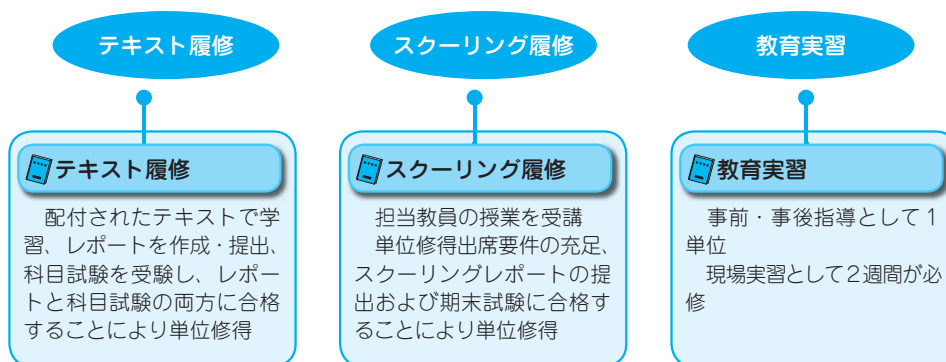 テキスト履修
スクーリング履修
教育実習
テキスト履修
配付されたテキストで学
習、レポートを作成・提出、
科目試験を受験し、レポー
トと科目試験の両方に合格
することにより単位修得
スクーリング履修
担当教員の授業を受講
単位修得出席要件の充足、
スクーリングレポートの提
出および期末試験に合格す
ることにより単位修得
教育実習
事前・事後指導として1
単位
現場実習として2週間が必
修